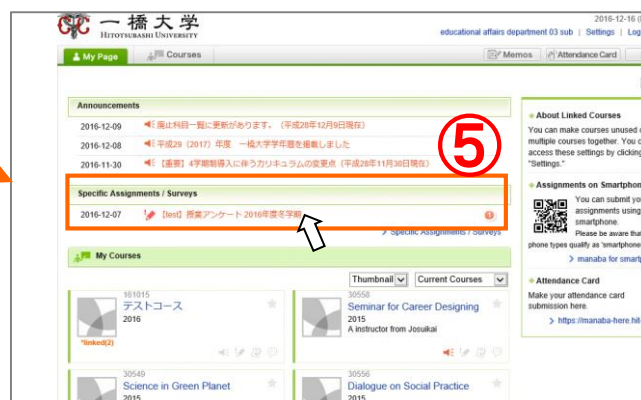 一橋大学
HITOTSUBASHI UNIVERSITY
2016-12-16
educational affairs department 03 sub | Settings | Log
My Page
Courses
Memos
Attendance Card
Announcements
2016-12-09 廃止科目一覧に更新があります。（平成28年12月9日現在）
2016-12-08 平成29（2017）年度 一橋大学学年暦を掲載しました
2016-11-30 【重要】4学期制導入に伴うカリキュラムの変更点（平成28年11月30日現在）
⑤
Specific Assignments / Surveys
2016-12-07 【test】授業アンケート 2016年度冬学期
Specific Assignments / Surveys
My Courses
Thumbnail
Current Courses
161015
テストコース
2016
*linked(2)
30558
Seminar for Career Designing
2015
A instructor from Josuikai
30549
Science in Green Planet
2015
30556
Dialogue on Social Practice
2015
About Linked Courses
You can make courses unused
multiple courses together. You c
access these settings by clicking
"Settings."
Assignments on Smartphon
You can submit you
assignments using
smartphone.
Please be aware that
phone types qualify as 'smartphone
manaba for smartp
Attendance Card
Make your attendance card
submission here.
https://manaba-here.hit